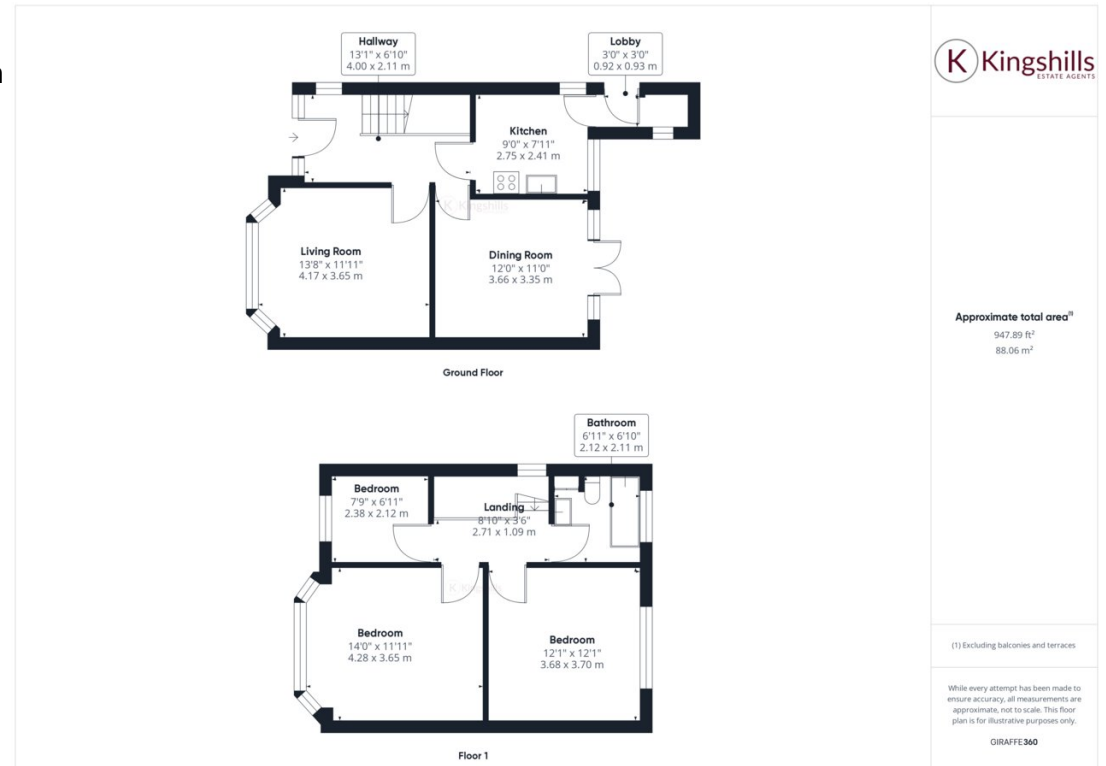 Hallway
13'1" x 6'10"
4.00 x 2.11 m
Lobby
3'0" x 3'0"
0.92 x 0.93 m
Kitchen
9'0" x 7'11"
2.75 x 2.41 m
K Kingshills
Living Room
13'8" x 11'11"
4.17 x 3.65 m
Dining Room
12'0" x 11'0"
3.66 x 3.35 m
Ground Floor
Bathroom
6'11" x 6'10"
2.12 x 2.11 m
Bedroom
7'9" x 6'11"
2.38 x 2.12 m
Landing
8'10" x 3'6"
2.71 x 1.09 m
Bedroom
14'0" x 11'11"
4.28 x 3.65 m
Bedroom
12'1" x 12'1"
3.68 x 3.70 m
Floor 1
K Kingshills
ESTATE AGENTS
Approximate total area⁽¹⁾
947.89 ft²
88.06 m²
(1) Excluding balconies and terraces
While every attempt has been made to
ensure accuracy, all measurements are
approximate, not to scale. This floor
plan is for illustrative purposes only.
GIRAFFE360